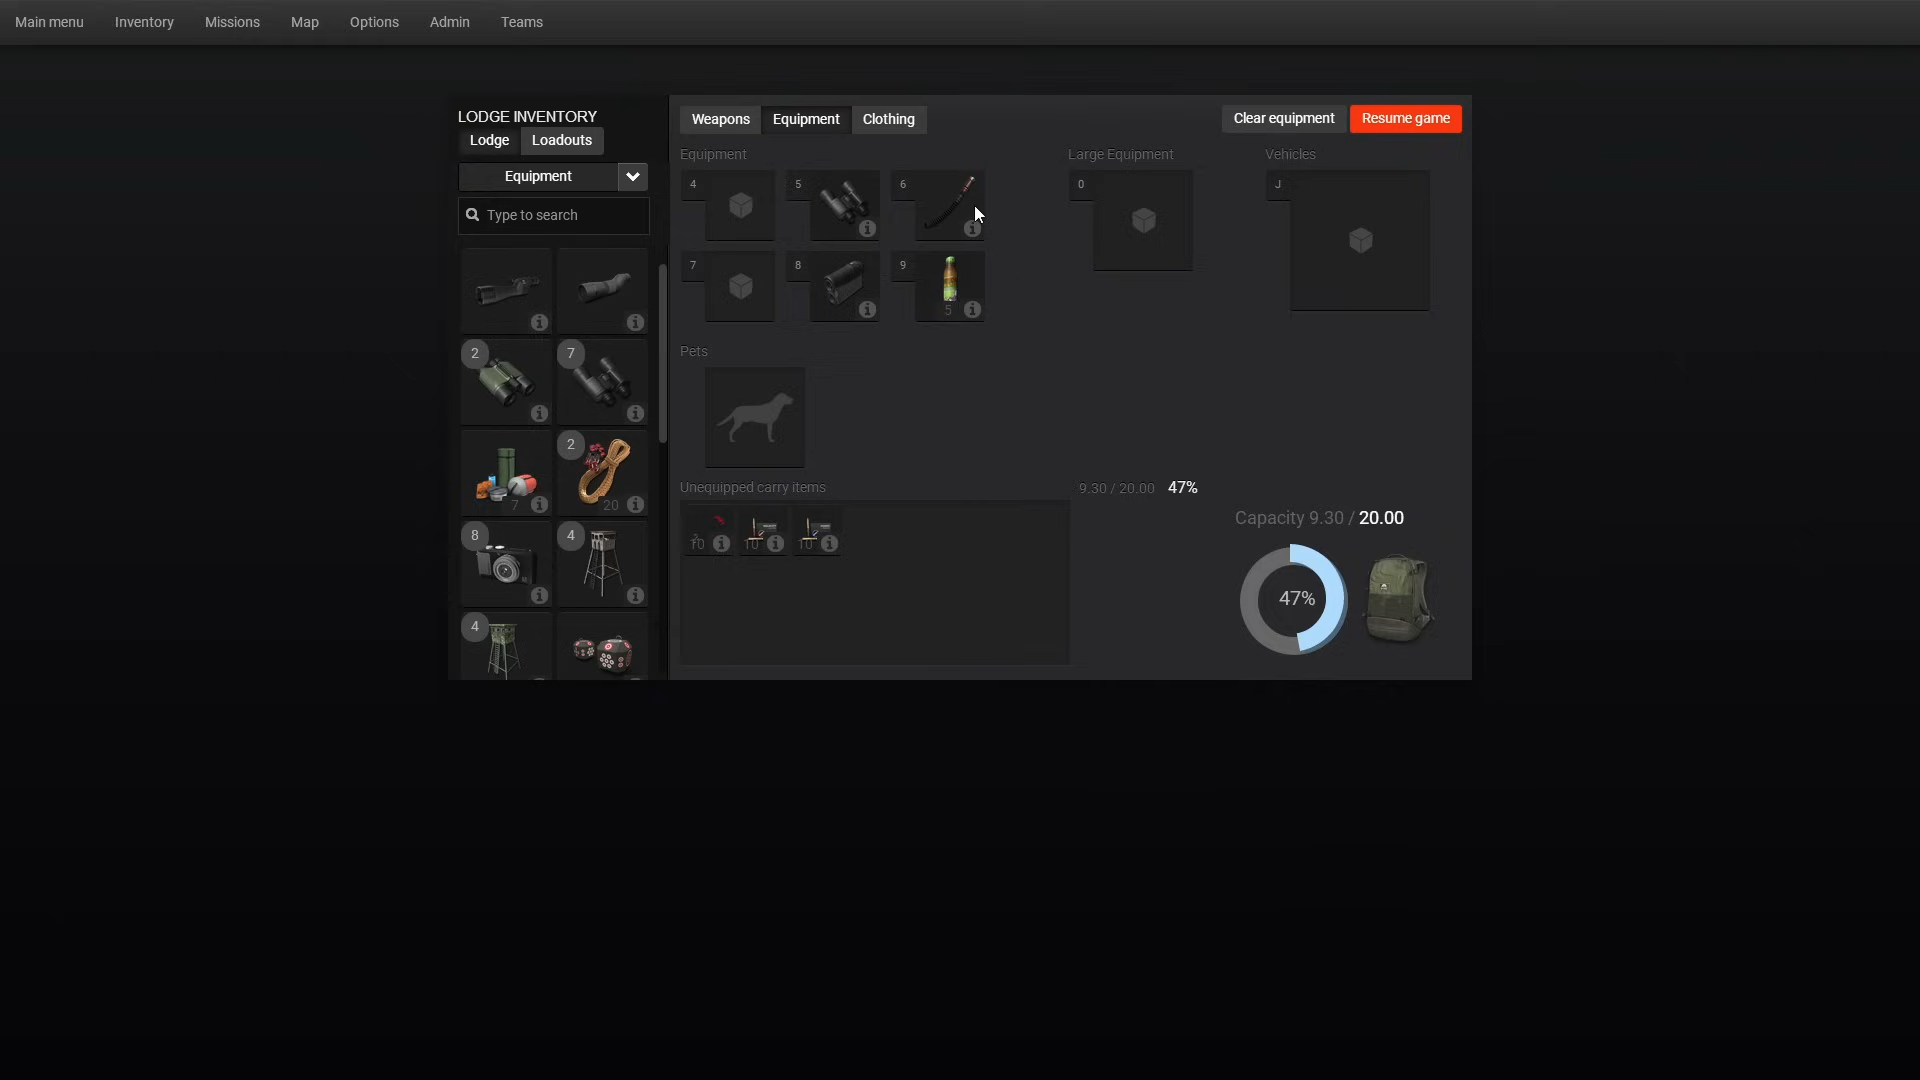 Main menu Inventory Missions Map Options Admin Teams
LODGE INVENTORY
Lodge Loadouts
Equipment
Type to search
2 7
7 2 20
8 4
4
Weapons Equipment Clothing
Clear equipment Resume game
Equipment Large Equipment Vehicles
4 5 6 0 J
7 8 9
5
Pets
Unequipped carry items 9.30 / 20.00 47%
10 10 10
Capacity 9.30 / 20.00
47%